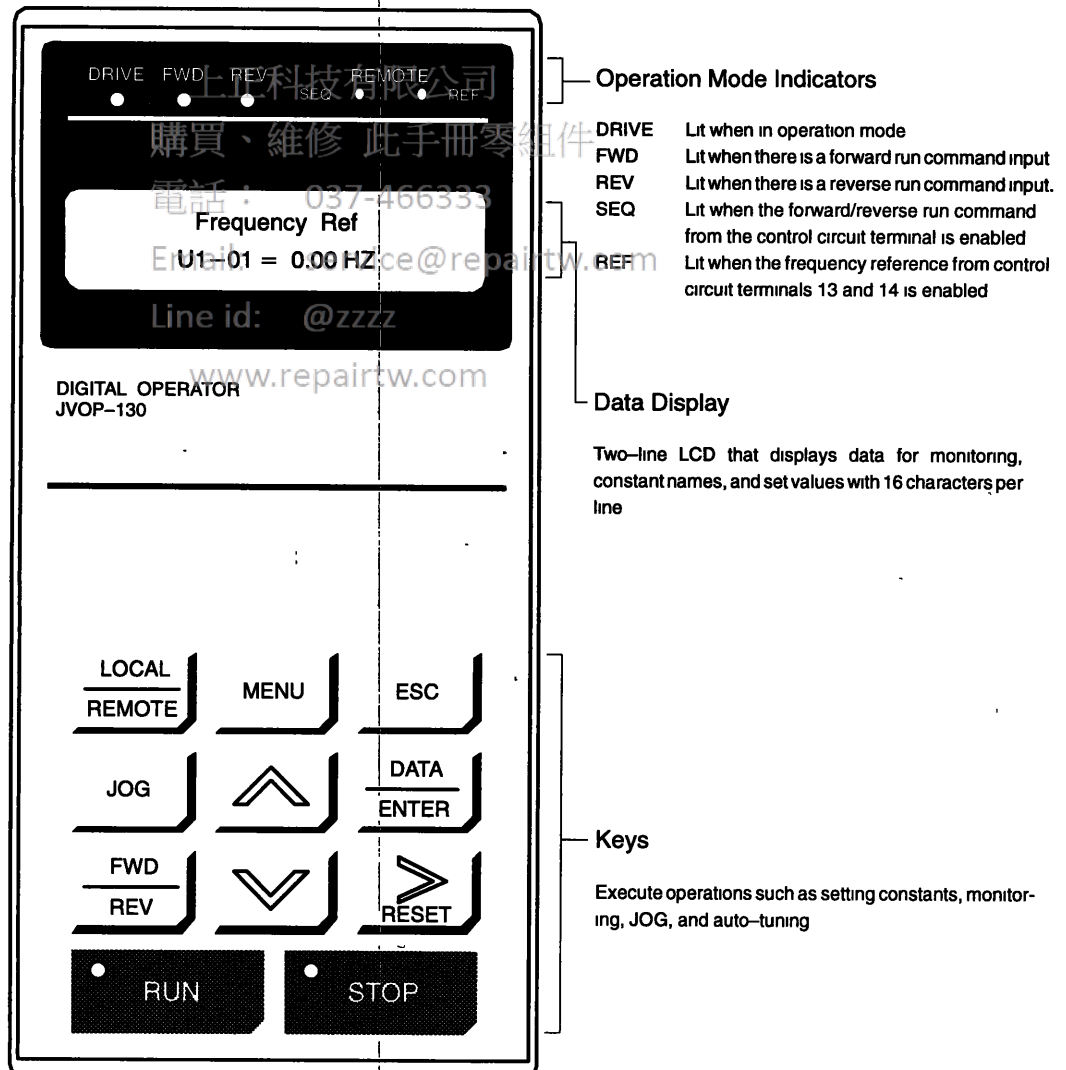 DRIVE FWD REV REMOTE
SEQ REF
上正科技有限公司
購買、維修 此手冊零組件
電話： 037-466333
Frequency Ref
U1-01 = 0.00 HZ
Email: service@repairtw.com
Line id: @zzzz
www.repairtw.com
DIGITAL OPERATOR
JVOP-130
LOCAL
REMOTE
MENU
ESC
JOG
DATA
ENTER
FWD
REV
RESET
RUN
STOP
Operation Mode Indicators
DRIVE Lit when in operation mode
FWD Lit when there is a forward run command input
REV Lit when there is a reverse run command input.
SEQ Lit when the forward/reverse run command
from the control circuit terminal is enabled
REF Lit when the frequency reference from control
circuit terminals 13 and 14 is enabled
Data Display
Two-line LCD that displays data for monitoring,
constant names, and set values with 16 characters per
line
Keys
Execute operations such as setting constants, monitor-
ing, JOG, and auto-tuning